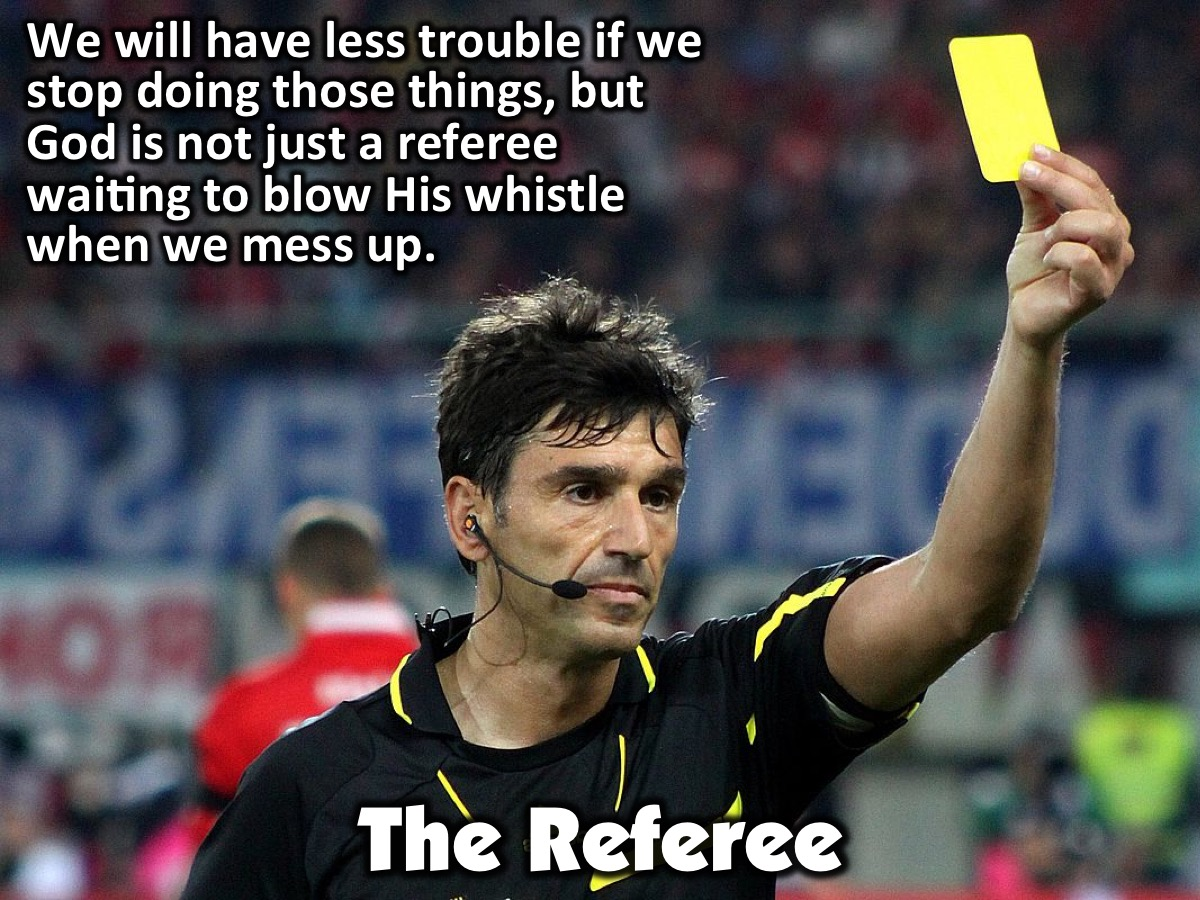 We will have less trouble if we
stop doing those things, but
God is not just a referee
waiting to blow His whistle
when we mess up.
The Referee